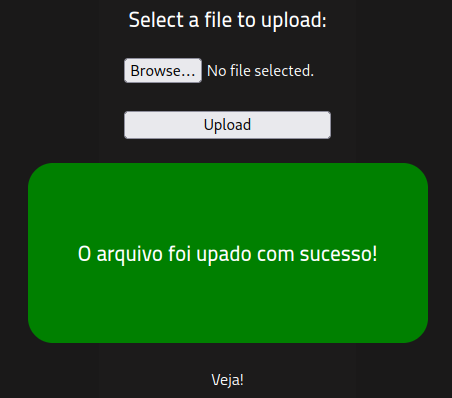 Select a file to upload:
Browse... No file selected.
Upload
O arquivo foi upado com sucesso!
Veja!